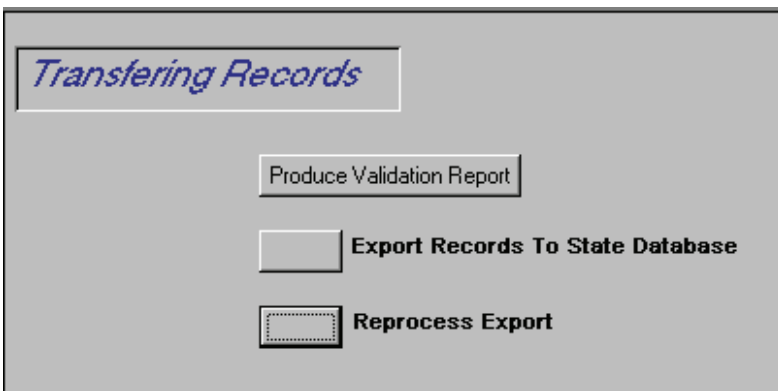 Transfering Records
Produce Validation Report
Export Records To State Database
Reprocess Export